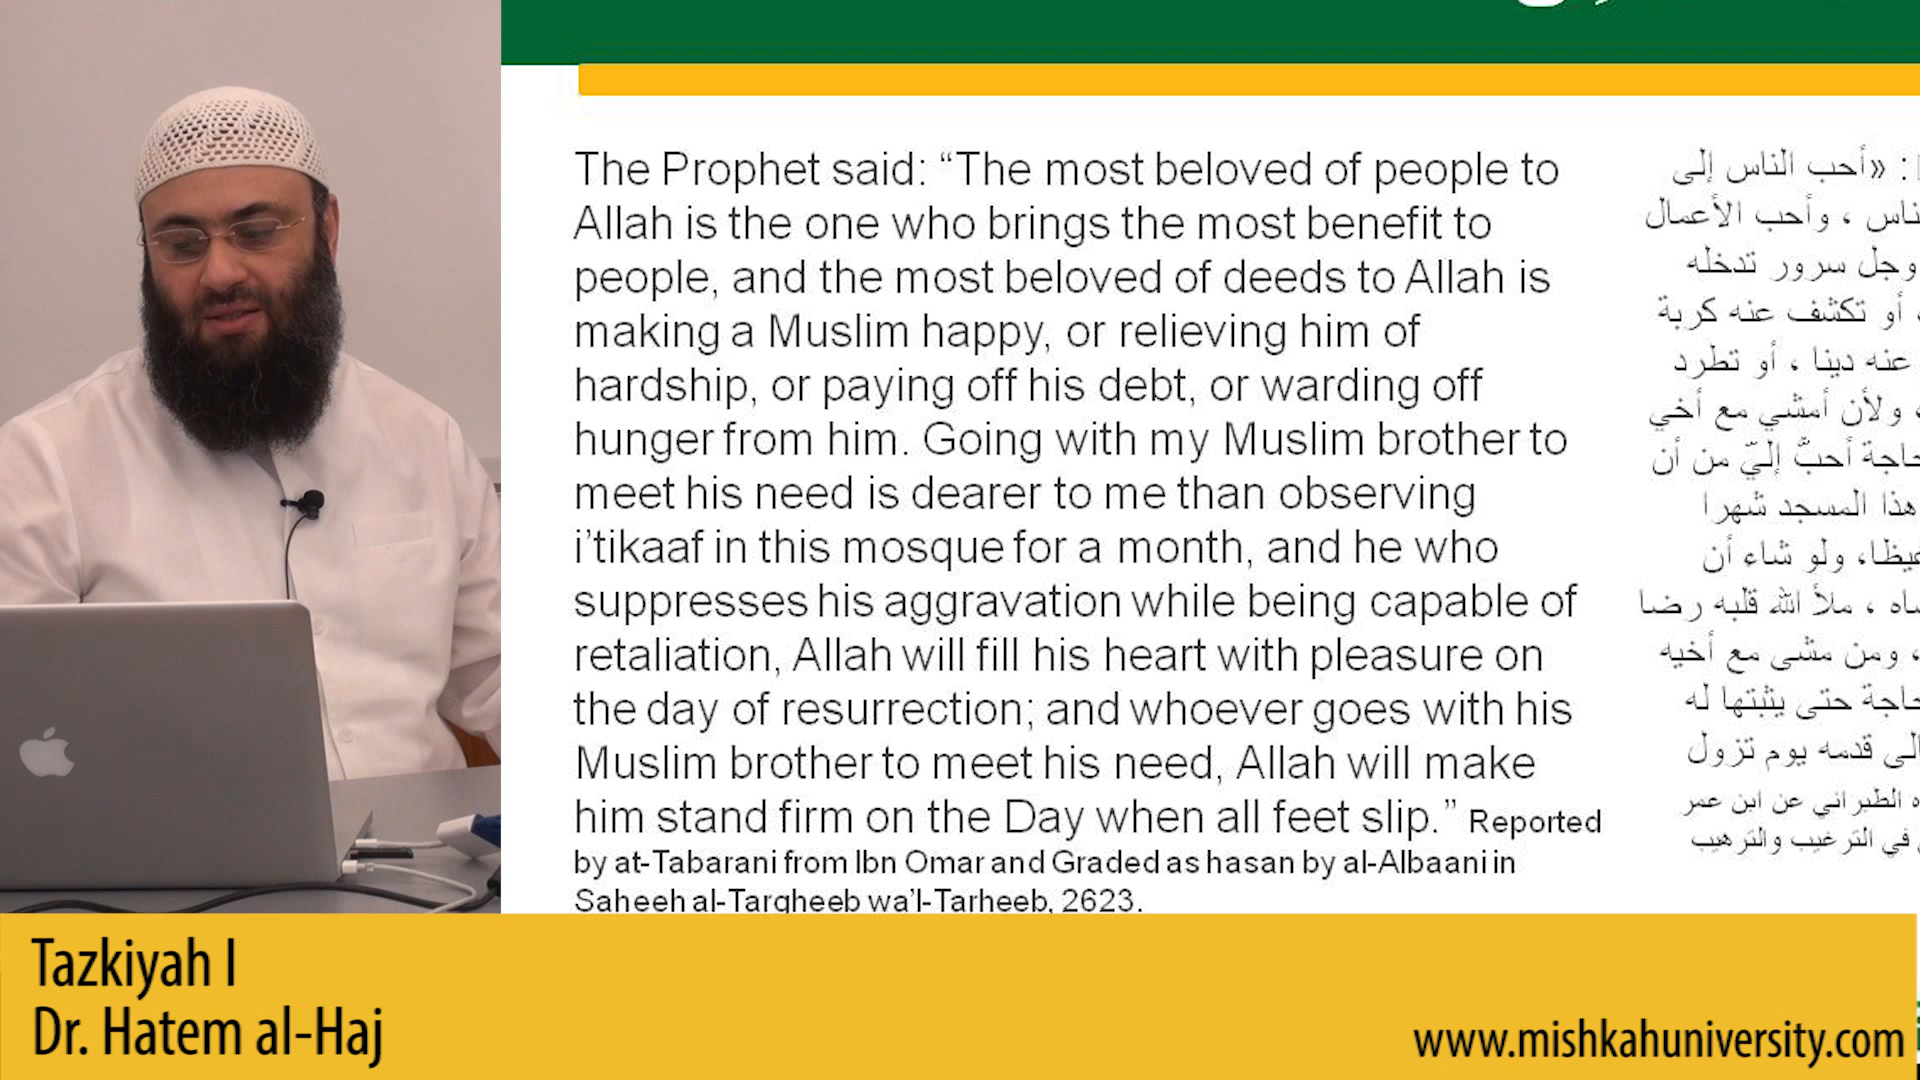 The Prophet said: “The most beloved of people to
Allah is the one who brings the most benefit to
people, and the most beloved of deeds to Allah is
making a Muslim happy, or relieving him of
hardship, or paying off his debt, or warding off
hunger from him. Going with my Muslim brother to
meet his need is dearer to me than observing
i’tikaaf in this mosque for a month, and he who
suppresses his aggravation while being capable of
retaliation, Allah will fill his heart with pleasure on
the day of resurrection; and whoever goes with his
Muslim brother to meet his need, Allah will make
him stand firm on the Day when all feet slip.” Reported
by at-Tabarani from Ibn Omar and Graded as hasan by al-Albaani in
Saheeh al-Targheeb wa’l-Tarheeb, 2623.
: «أحب الناس إلى
، وأحب الأعمال
وجل سرور تدخله
، أو تكشف عنه كربة
عنه دينا ، أو تطرد
، ولأن أمشي مع أخي
أحبَّ إليّ من أن
هذا المسجد شهرا
، ولو شاء أن
، ملأ الله قلبه رضا
، ومن مشى مع أخيه
حتى يثبتها له
قدمه يوم تزول
الطبراني عن ابن عمر
في الترغيب والترهيب
Tazkiyah I
Dr. Hatem al-Haj
www.mishkahuniversity.com